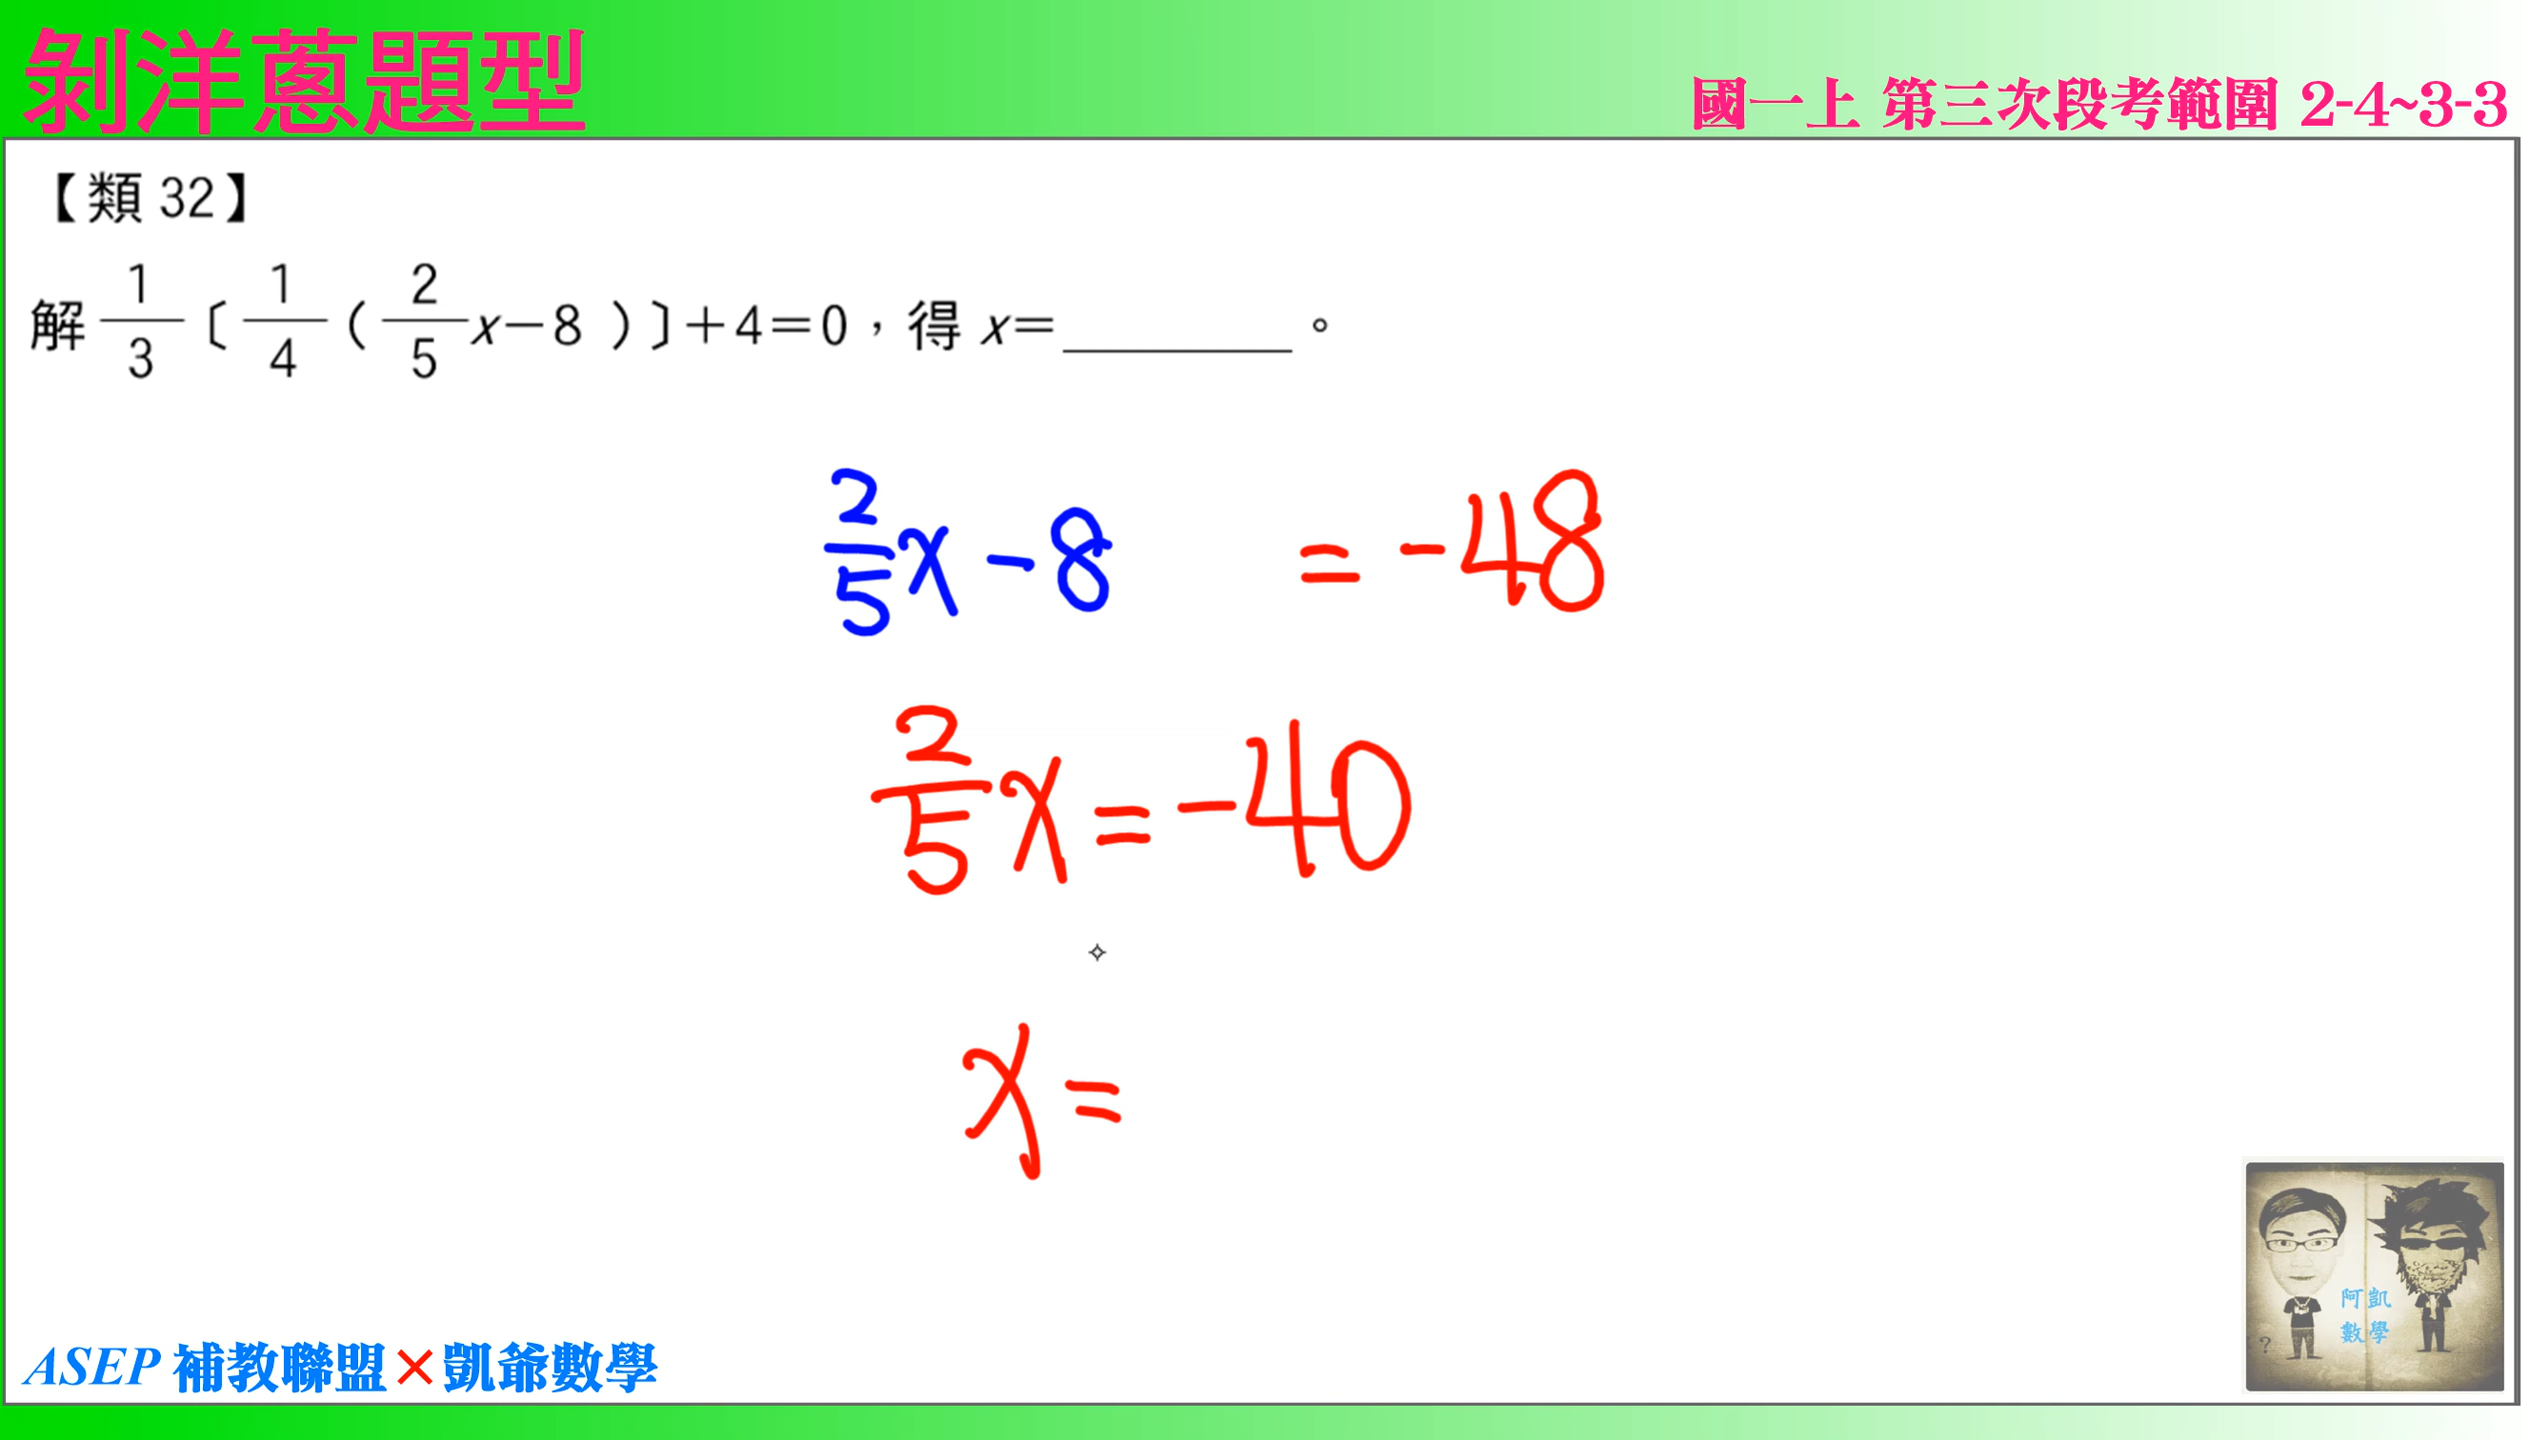 剝洋蔥題型
國一上 第三次段考範圍 2-4~3-3
【類 32】
解 1/3〔1/4(2/5x－8)〕＋4＝0，得 x＝________。
2/5x－8 = －48
2/5x = －40
x =
阿凱
數學
?
ASEP 補教聯盟×凱爺數學